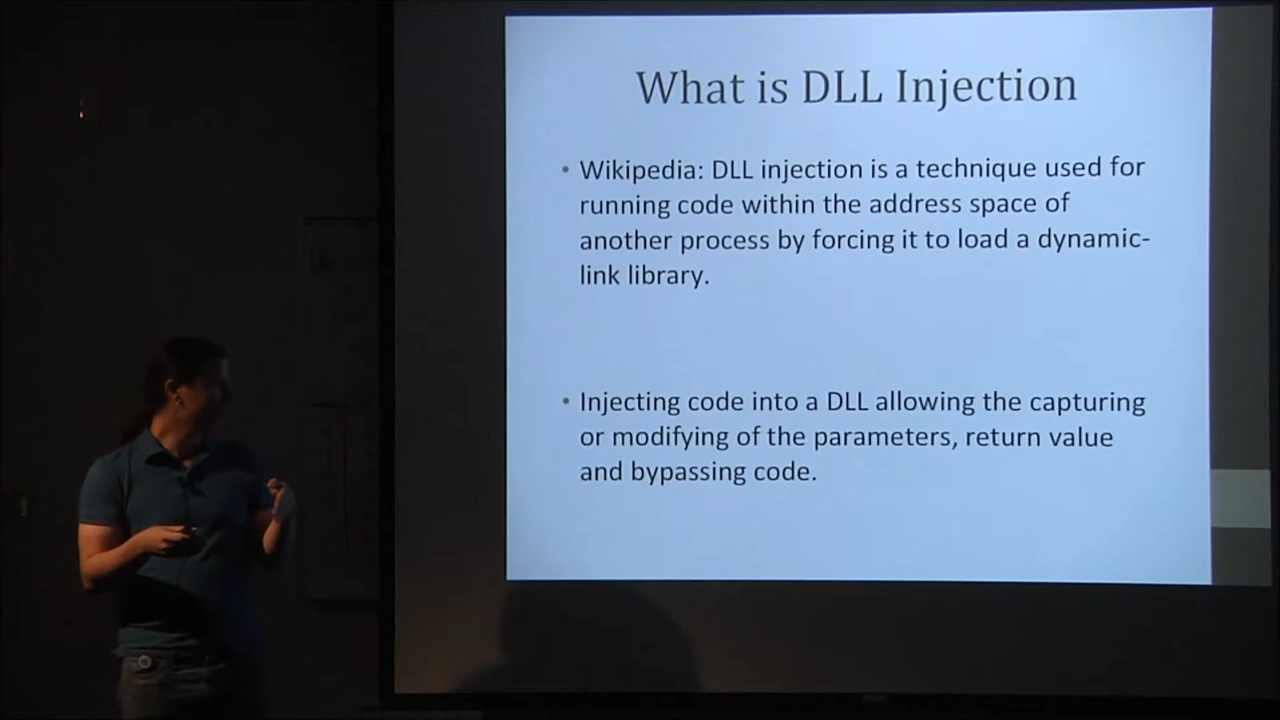 What is DLL Injection
• Wikipedia: DLL injection is a technique used for
running code within the address space of
another process by forcing it to load a dynamic-
link library.
• Injecting code into a DLL allowing the capturing
or modifying of the parameters, return value
and bypassing code.